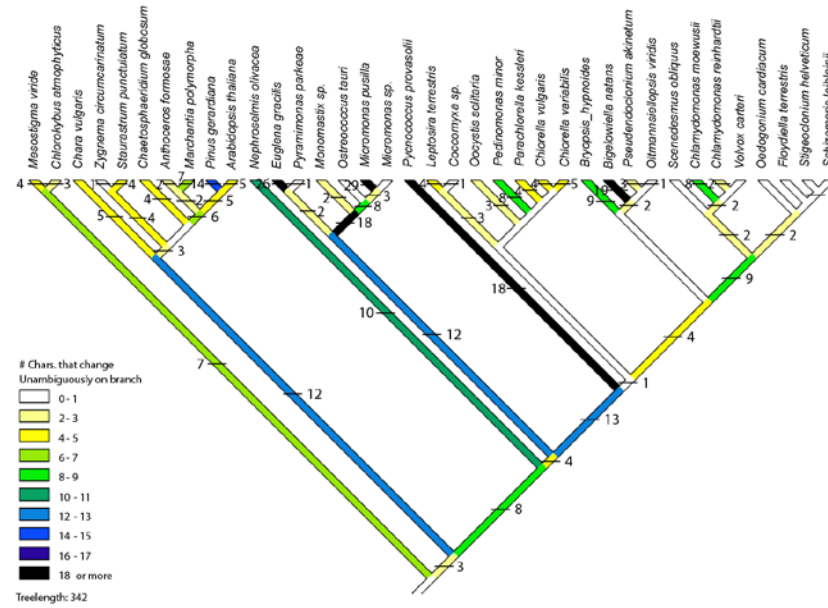 Mesostigma viride
Chlorokybus atmophyticus
Chara vulgaris
Zygnema circumcarinatum
Staurastrum punctulatum
Chaetosphaeridium globosum
Anthoceros formosae
Marchantia polymorpha
Pinus gorardiana
Arabidopsis thaliana
Nephroselmis olivacea
Euglena gracilis
Pyramimonas parkeae
Monomastix sp.
Ostreococcus tauri
Micromonas pusilla
Micromonas sp.
Pycnococcus provasolii
Leptosira terrestris
Coccomyxa sp.
Oocystis solitaria
Pedinomonas minor
Parachlorella kessleri
Chlorella vulgaris
Chlorella variabilis
Bryopsis_hypnoides
Bigelowiella natans
Pseudendoclonium akinetum
Oltmannsiellopsis viridis
Scenedesmus obliquus
Chlamydomonas moewusii
Chlamydomonas reinhardtii
Volvox carteri
Oedogonium cardiacum
Floydiella terrestris
Stigeoclonium helveticum
4 3 1 4 7 14 5 26 1 29 4 4 5 1 8 7
5 4 4 2 2 5 6 3
2 2 3 8 18
3 3 8 4
9 19 2 2
2 2 1
18 9
10 12 4
7 12 13 1
4
8
3
# Chars. that change
Unambiguously on branch
0 - 1
2 - 3
4 - 5
6 - 7
8 - 9
10 - 11
12 - 13
14 - 15
16 - 17
18 or more
Treelength: 342